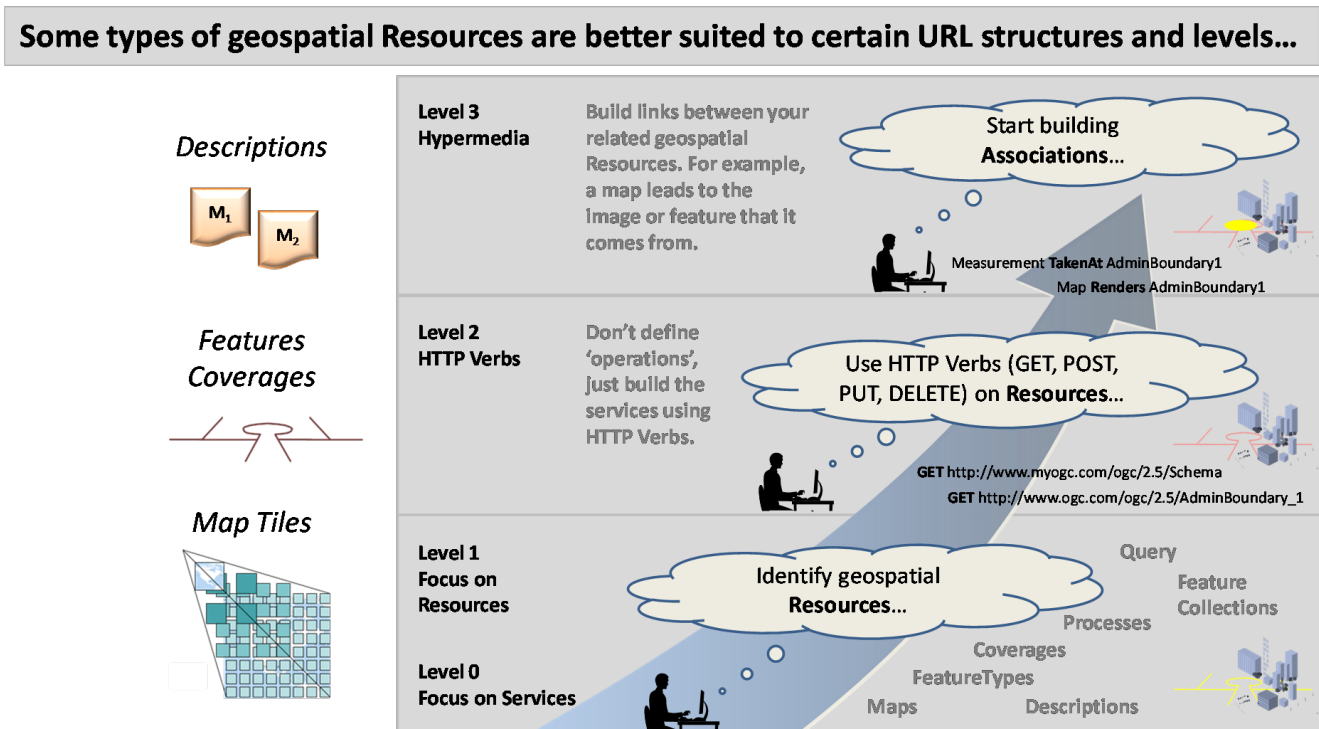 Some types of geospatial Resources are better suited to certain URL structures and levels…
Descriptions
M1
M2
Features
Coverages
Map Tiles
Level 3
Hypermedia
Build links between your
related geospatial
Resources. For example,
a map leads to the
image or feature that it
comes from.
Start building
Associations…
Measurement TakenAt AdminBoundary1
Map Renders AdminBoundary1
Level 2
HTTP Verbs
Don’t define
‘operations’,
just build the
services using
HTTP Verbs.
Use HTTP Verbs (GET, POST,
PUT, DELETE) on Resources…
GET http://www.myogc.com/ogc/2.5/Schema
GET http://www.ogc.com/ogc/2.5/AdminBoundary_1
Level 1
Focus on
Resources
Identify geospatial
Resources…
Query
Feature
Collections
Processes
Coverages
FeatureTypes
Maps
Descriptions
Level 0
Focus on Services